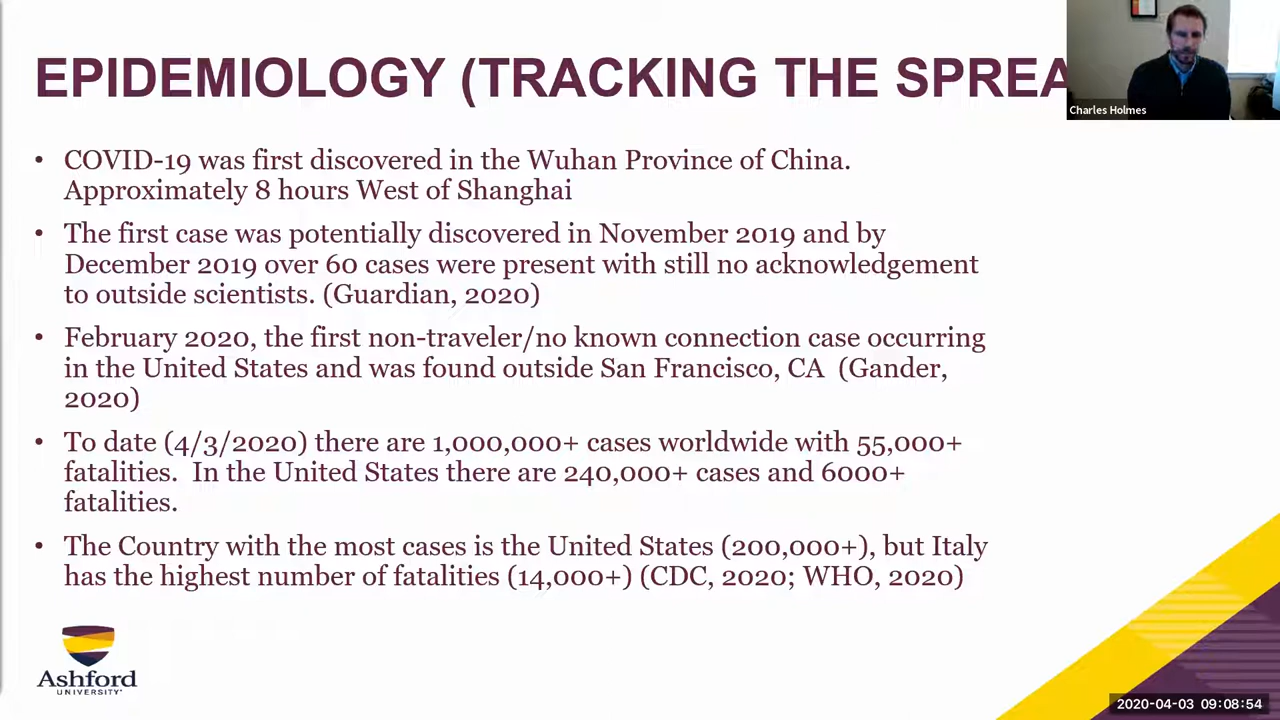 EPIDEMIOLOGY (TRACKING THE SPREA
Charles Holmes
• COVID-19 was first discovered in the Wuhan Province of China.
Approximately 8 hours West of Shanghai
• The first case was potentially discovered in November 2019 and by
December 2019 over 60 cases were present with still no acknowledgement
to outside scientists. (Guardian, 2020)
• February 2020, the first non-traveler/no known connection case occurring
in the United States and was found outside San Francisco, CA (Gander,
2020)
• To date (4/3/2020) there are 1,000,000+ cases worldwide with 55,000+
fatalities. In the United States there are 240,000+ cases and 6000+
fatalities.
• The Country with the most cases is the United States (200,000+), but Italy
has the highest number of fatalities (14,000+) (CDC, 2020; WHO, 2020)
Ashford
UNIVERSITY
2020-04-03 09:08:54